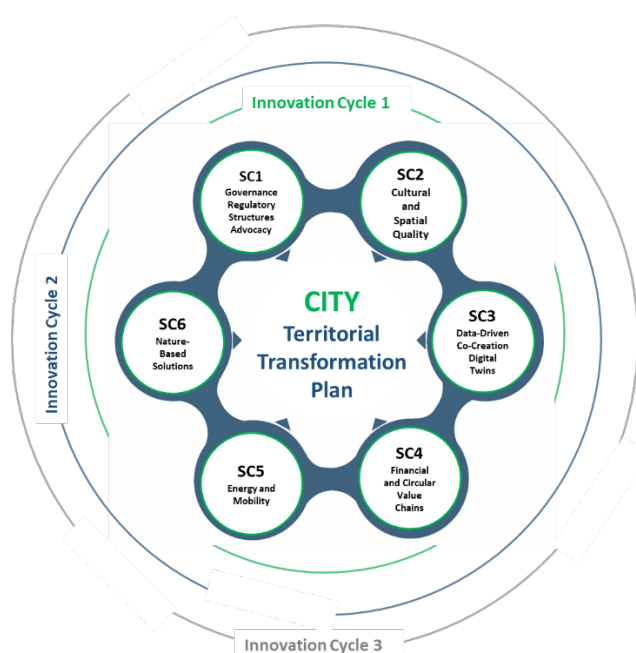 Innovation Cycle 1
SC1
Governance
Regulatory
Structures
Advocacy
SC2
Cultural
and
Spatial
Quality
Innovation Cycle 2
CITY
Territorial
Transformation
Plan
SC3
Data-Driven
Co-Creation
Digital
Twins
SC6
Nature-
Based
Solutions
SC5
Energy and
Mobility
SC4
Financial
and Circular
Value
Chains
Innovation Cycle 3